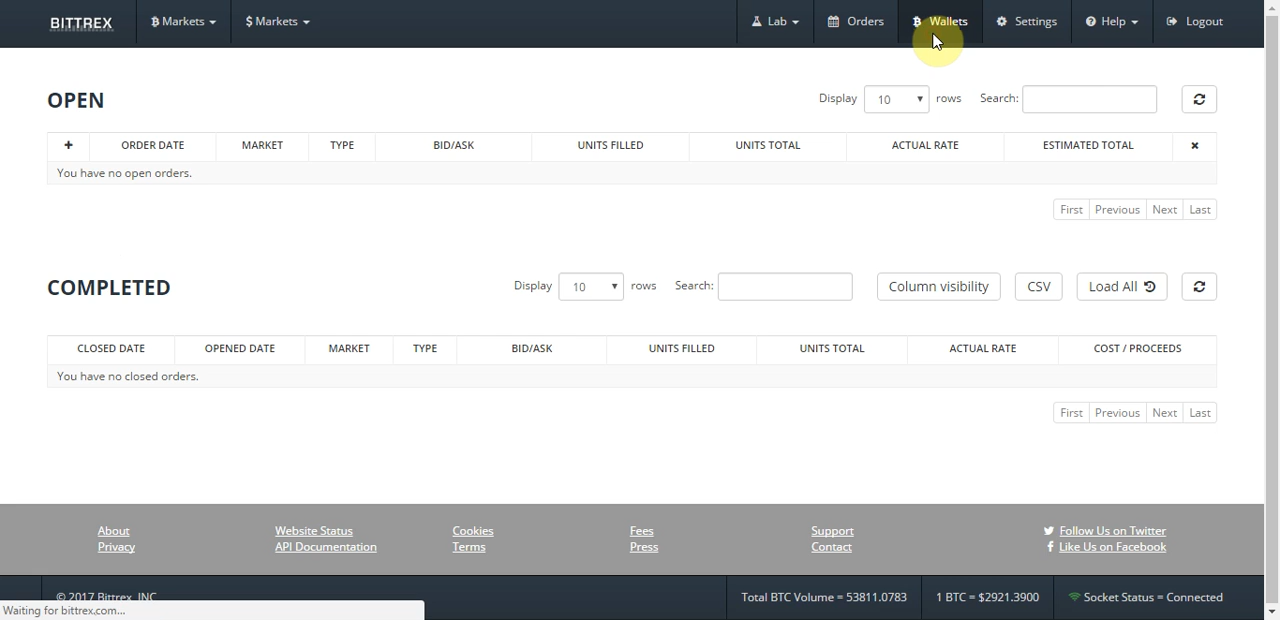 BITTREX
฿ Markets
$ Markets
Lab
Orders
฿ Wallets
Settings
Help
Logout
OPEN
Display 10 rows Search:
+ ORDER DATE MARKET TYPE BID/ASK UNITS FILLED UNITS TOTAL ACTUAL RATE ESTIMATED TOTAL ×
You have no open orders.
First Previous Next Last
COMPLETED
Display 10 rows Search:
Column visibility CSV Load All
CLOSED DATE OPENED DATE MARKET TYPE BID/ASK UNITS FILLED UNITS TOTAL ACTUAL RATE COST / PROCEEDS
You have no closed orders.
First Previous Next Last
About Website Status Cookies Fees Support Follow Us on Twitter
Privacy API Documentation Terms Press Contact Like Us on Facebook
© 2017 Bittrex, INC Total BTC Volume = 53811.0783 1 BTC = $2921.3900 Socket Status = Connected
Waiting for bittrex.com...